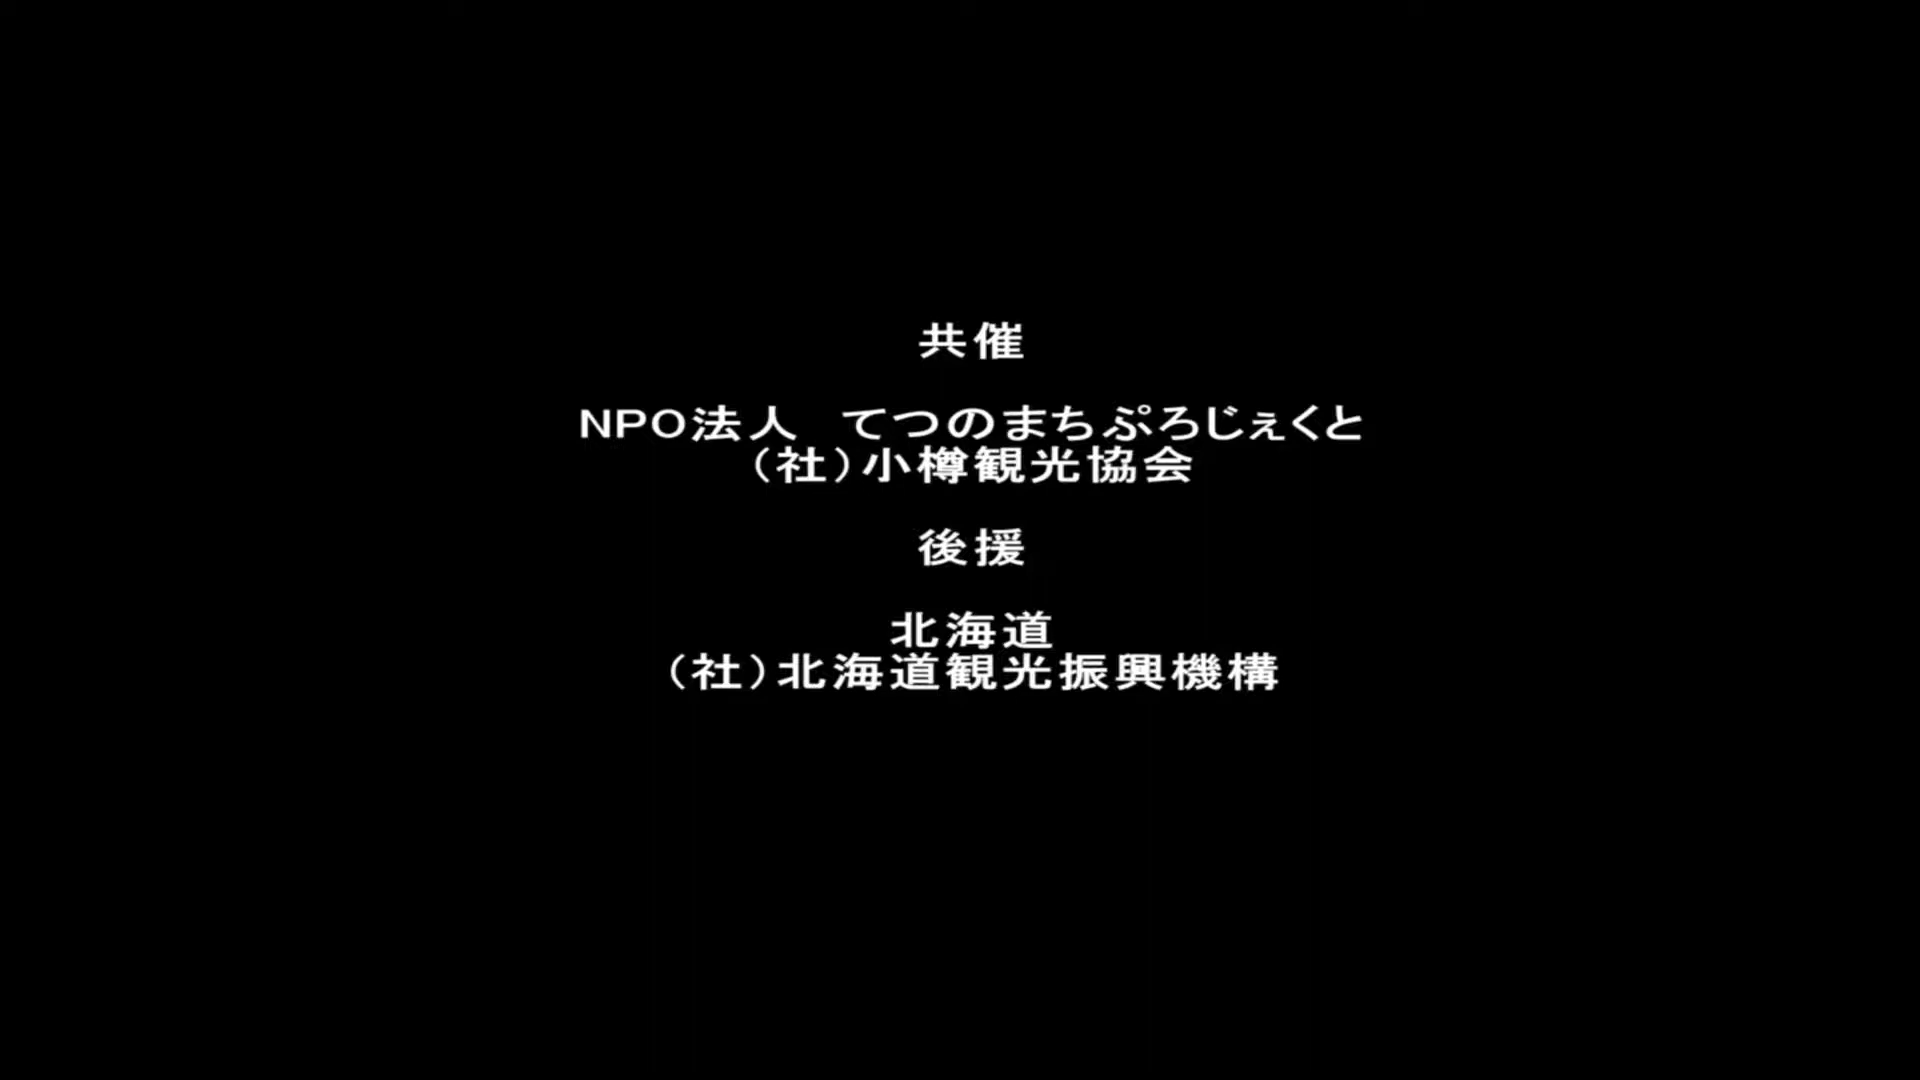 共催
NPO法人　てつのまちぷろじぇくと
（社）小樽観光協会
後援
北海道
（社）北海道観光振興機構